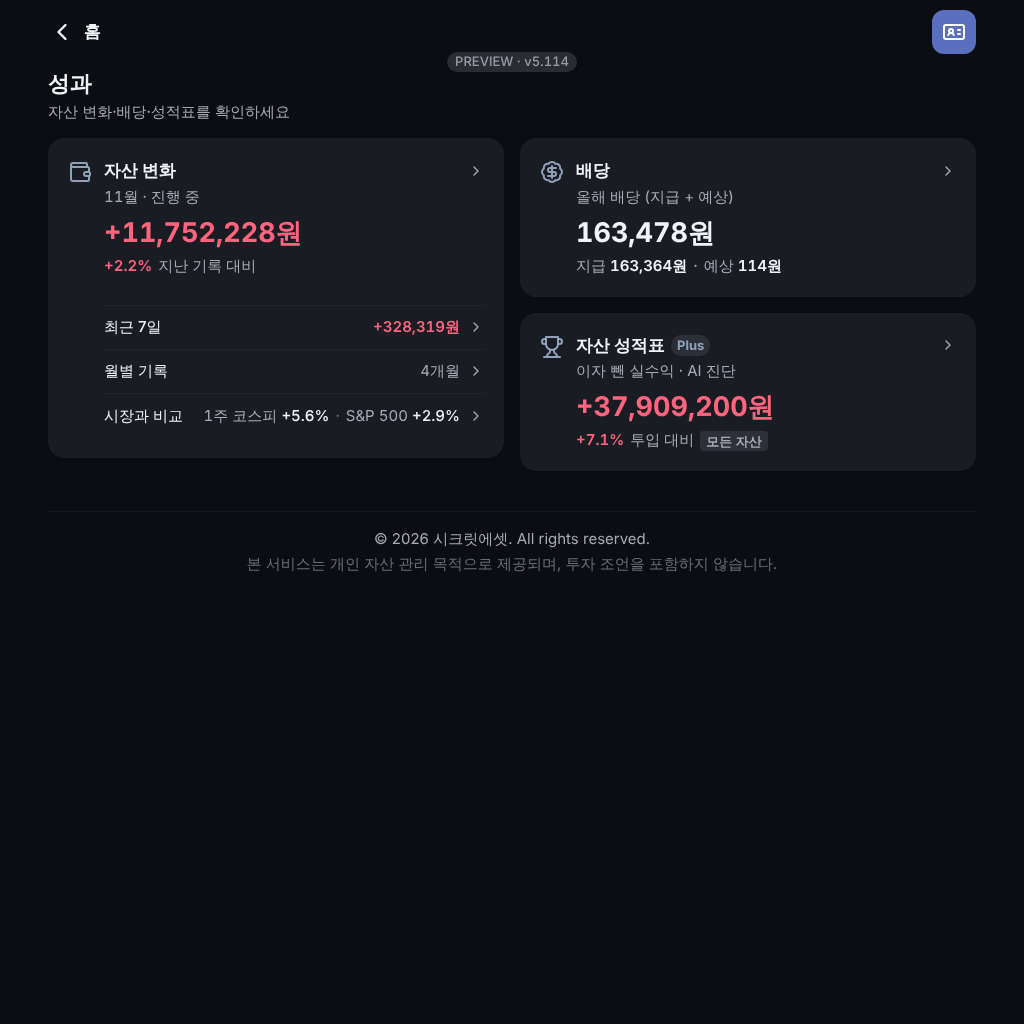 홈
PREVIEW · v5.114
성과
자산 변화·배당·성적표를 확인하세요
자산 변화
11월 · 진행 중
+11,752,228원
+2.2% 지난 기록 대비
최근 7일 +328,319원
월별 기록 4개월
시장과 비교 1주 코스피 +5.6% · S&P 500 +2.9%
배당
올해 배당 (지급 + 예상)
163,478원
지급 163,364원 · 예상 114원
자산 성적표 Plus
이자 뺀 실수익 · AI 진단
+37,909,200원
+7.1% 투입 대비 모든 자산
© 2026 시크릿에셋. All rights reserved.
본 서비스는 개인 자산 관리 목적으로 제공되며, 투자 조언을 포함하지 않습니다.